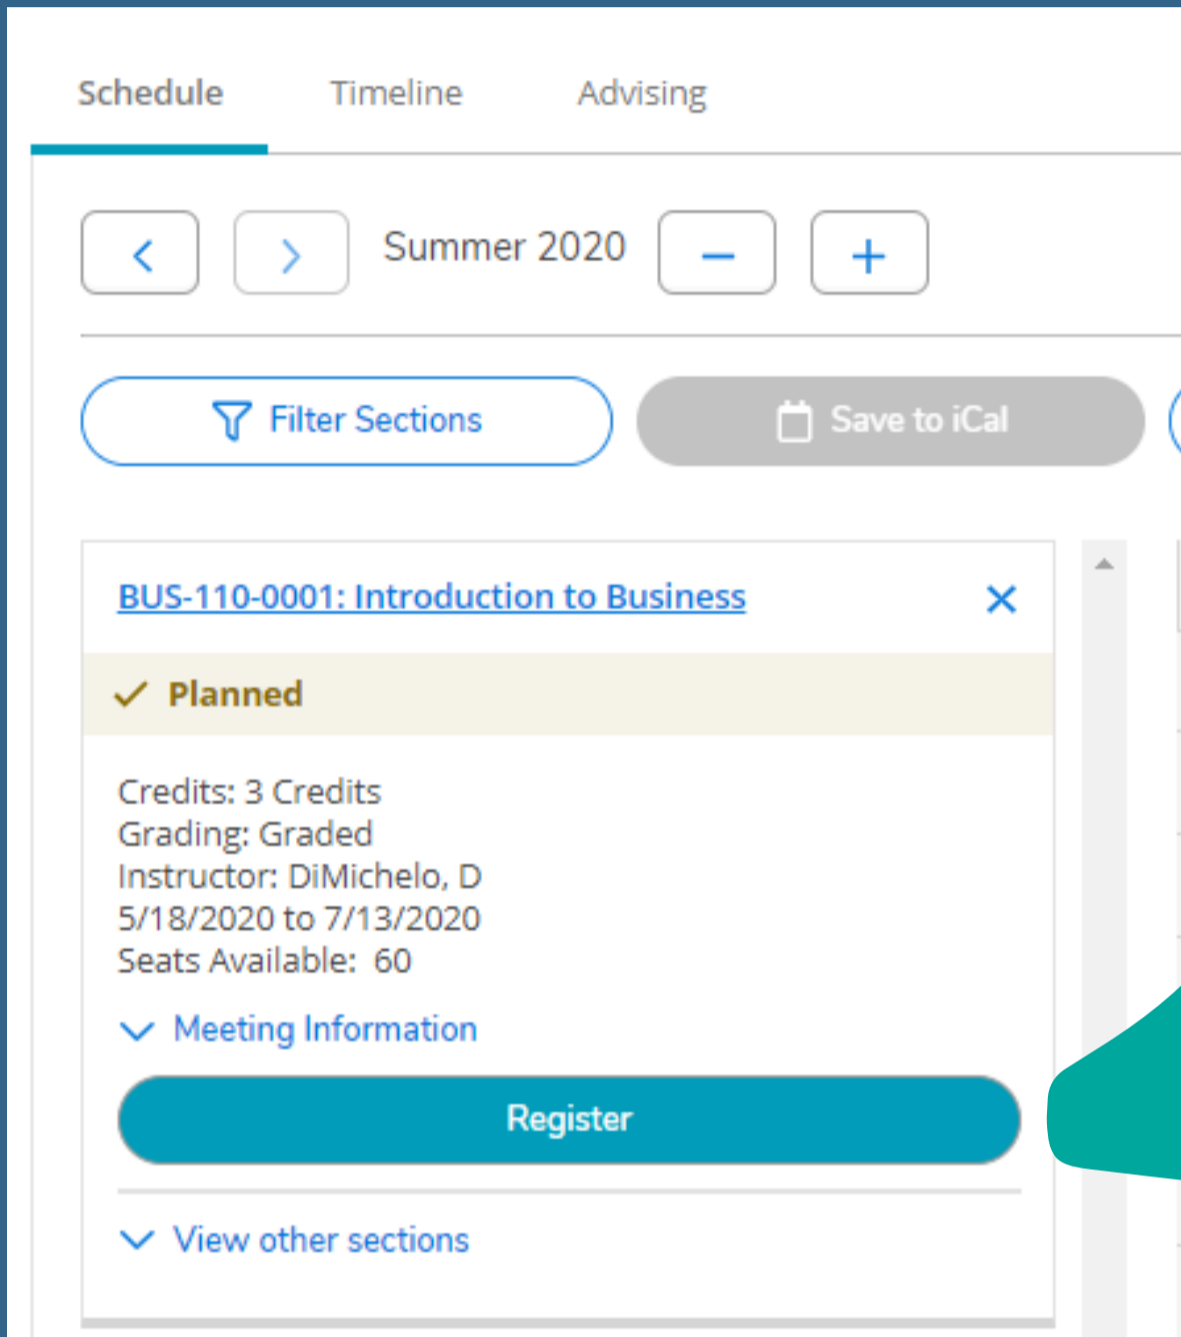 Schedule Timeline Advising
Summer 2020
Filter Sections Save to iCal
BUS-110-0001: Introduction to Business
Planned
Credits: 3 Credits
Grading: Graded
Instructor: DiMichelo, D
5/18/2020 to 7/13/2020
Seats Available: 60
Meeting Information
Register
View other sections